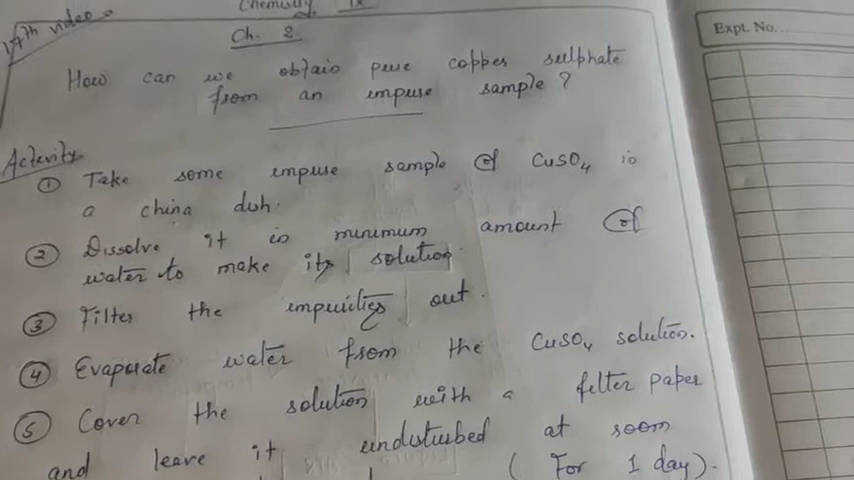 Chemistry IX
17th video
Ch. 2
Expt. No.
How can we obtain pure copper sulphate
from an impure sample ?
Activity
① Take some impure sample of CuSO4 in
a china dish.
② Dissolve it in minimum amount of
water to make its solution.
③ Filter the impurities out.
④ Evaporate water from the CuSO4 solution.
⑤ Cover the solution with a filter paper
and leave it undisturbed at room
( For 1 day).